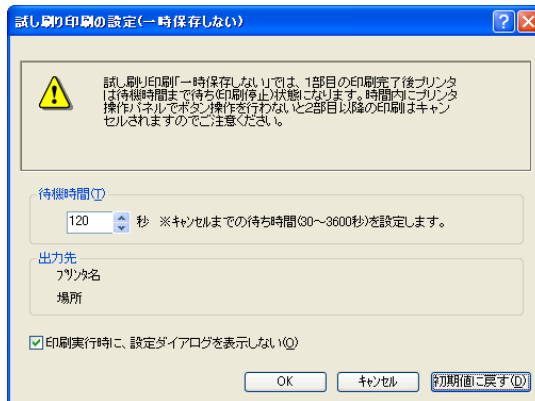 試し刷り印刷の設定(一時保存しない)
試し刷り印刷「一時保存しない」では、1部目の印刷完了後プリンタ
は待機時間まで待ち(印刷停止)状態になります。時間内にプリンタ
操作パネルでボタン操作を行わないと2部目以降の印刷はキャン
セルされますのでご注意ください。
待機時間(T)
120 秒 ※キャンセルまでの待ち時間(30～3600秒)を設定します。
出力先
プリンタ名
場所
印刷実行時に、設定ダイアログを表示しない(O)
OK キャンセル 初期値に戻す(D)